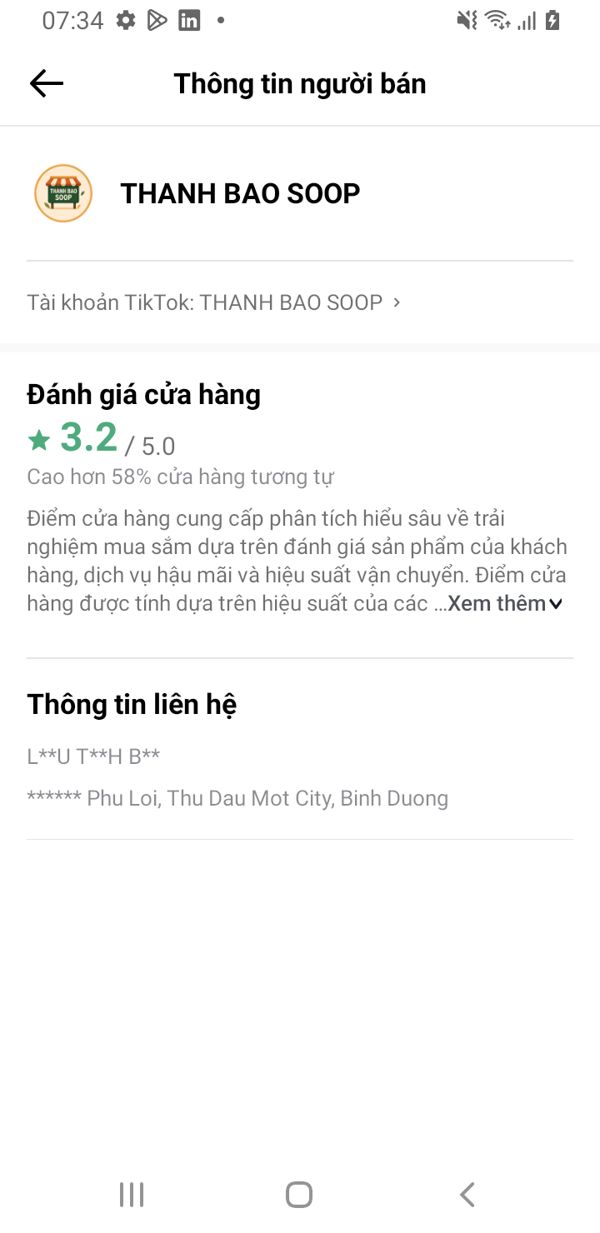 07:34
Thông tin người bán
THANH BAO
SOOP
THANH BAO SOOP
Tài khoản TikTok: THANH BAO SOOP >
Đánh giá cửa hàng
3.2 / 5.0
Cao hơn 58% cửa hàng tương tự
Điểm cửa hàng cung cấp phân tích hiểu sâu về trải
nghiệm mua sắm dựa trên đánh giá sản phẩm của khách
hàng, dịch vụ hậu mãi và hiệu suất vận chuyển. Điểm cửa
hàng được tính dựa trên hiệu suất của các ...Xem thêm
Thông tin liên hệ
L**U T**H B**
****** Phu Loi, Thu Dau Mot City, Binh Duong